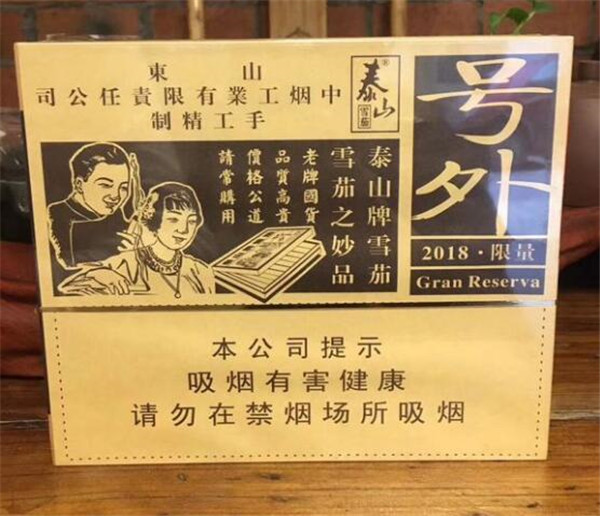 山東
中烟工業有限責任公司
手工精制
泰山
雪茄
号外
2018·限量
Gran Reserva
泰山牌雪茄
雪茄之妙品
老牌國貨
品質高貴
價格公道
請常購用
本公司提示
吸烟有害健康
请勿在禁烟场所吸烟